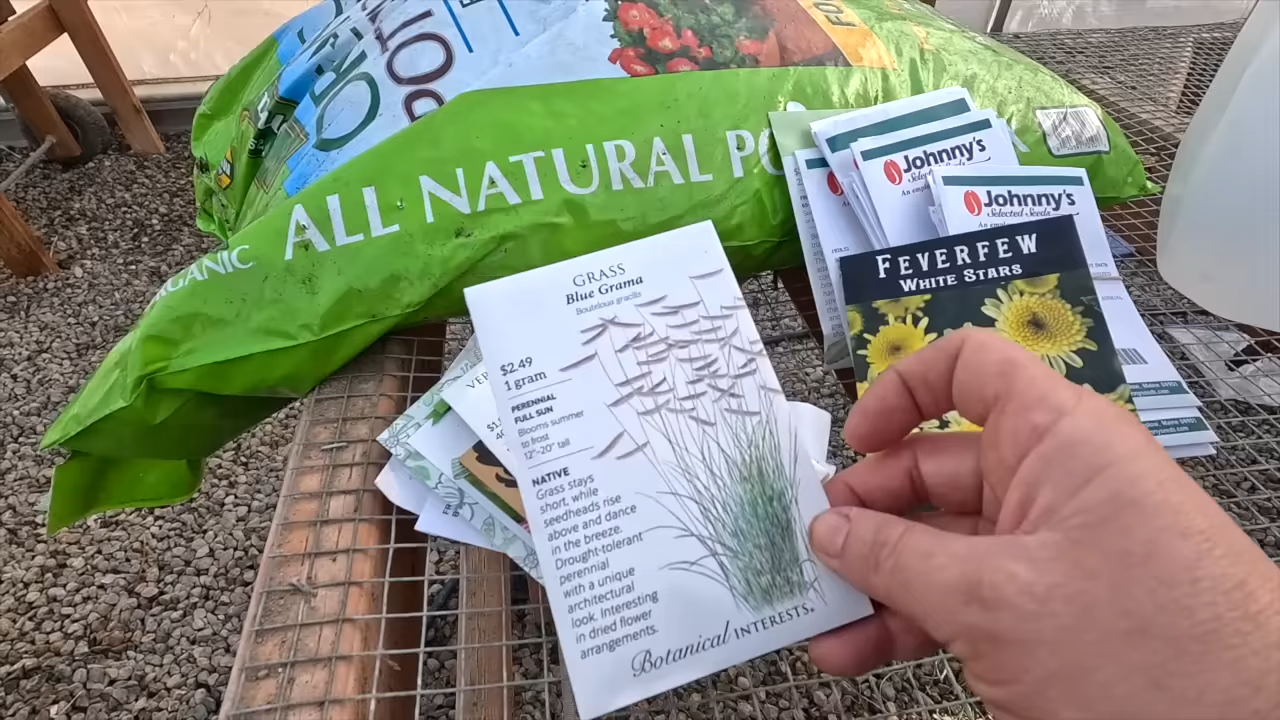 ORGANIC
ALL NATURAL
Johnny's
Selected Seeds
Johnny's
Selected Seeds
FEVERFEW
WHITE STARS
GRASS
Blue Grama
Bouteloua gracilis
$2.49
1 gram
PERENNIAL
FULL SUN
Blooms summer
to frost
12"-20" tall
NATIVE
Grass stays
short, while
seedheads rise
above and dance
in the breeze.
Drought-tolerant
perennial
with a unique
architectural
look. Interesting
in dried flower
arrangements.
Botanical INTERESTS®